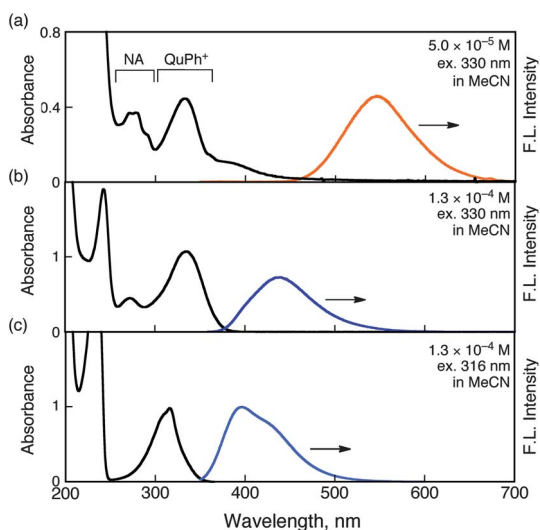 (a)
0.8
0.4
0
Absorbance
NA
QuPh⁺
5.0 × 10⁻⁵ M
ex. 330 nm
in MeCN
F.L. Intensity
(b)
1
0
Absorbance
1.3 × 10⁻⁴ M
ex. 330 nm
in MeCN
F.L. Intensity
(c)
1
0
Absorbance
1.3 × 10⁻⁴ M
ex. 316 nm
in MeCN
F.L. Intensity
200 300 400 500 600 700
Wavelength, nm